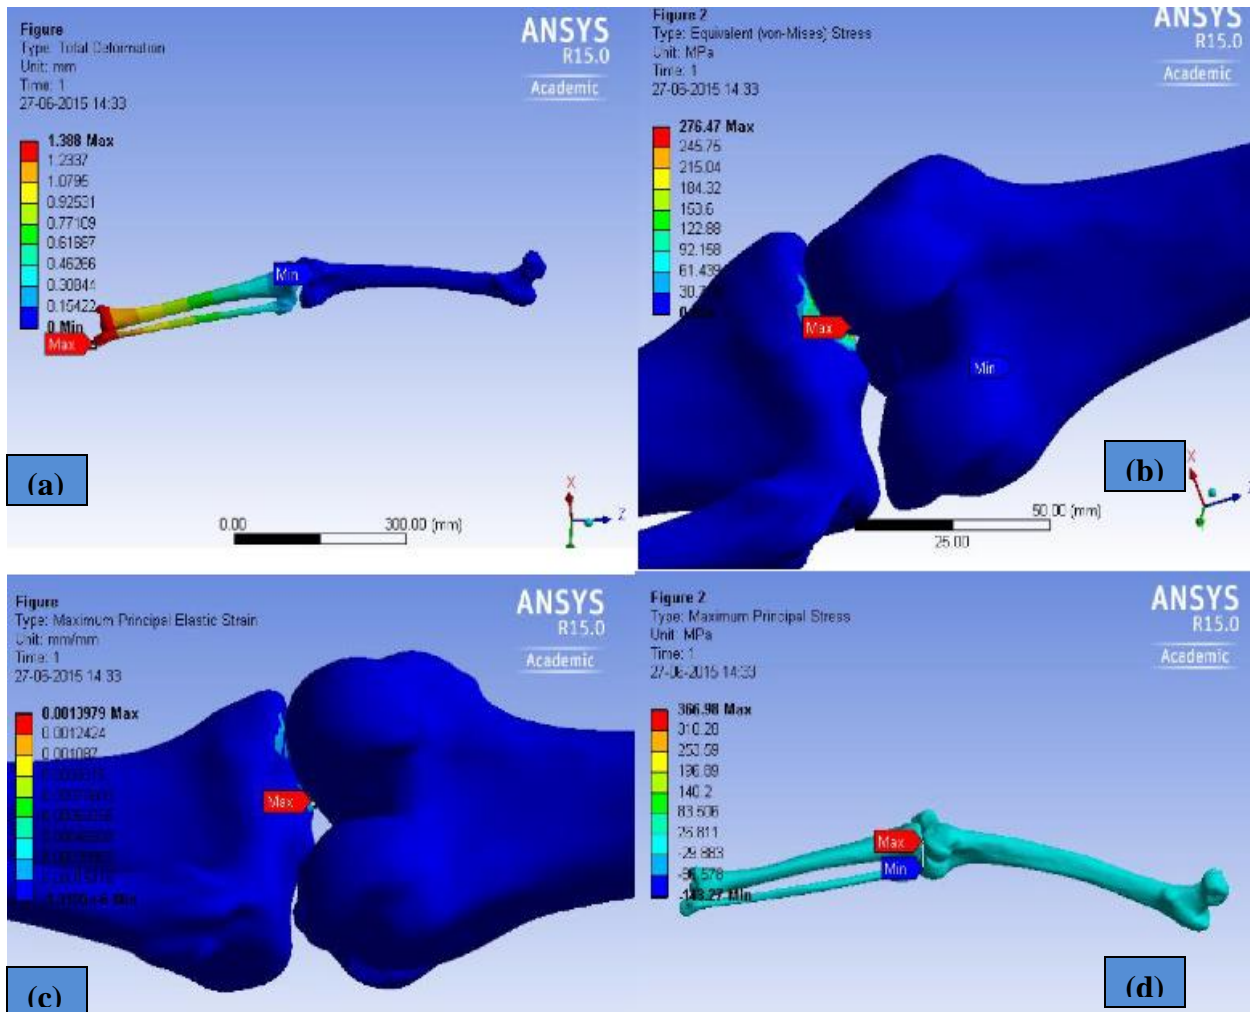 Figure
Type: Total Deformation
Unit: mm
Time: 1
27-06-2015 14:33
ANSYS
R15.0
Academic
1.388 Max
1.2337
1.0795
0.92531
0.77109
0.61687
0.46266
0.30844
0.15422
0 Min
Min
Max
(a)
0.00
300.00 (mm)
X
Z
Figure 2
Type: Equivalent (von-Mises) Stress
Unit: MPa
Time: 1
27-06-2015 14:33
ANSYS
R15.0
Academic
276.47 Max
245.75
215.04
184.32
153.6
122.88
92.158
61.439
Max
Min
(b)
X
50.00 (mm)
25.00
Figure
Type: Maximum Principal Elastic Strain
Unit: mm/mm
Time: 1
27-06-2015 14:33
ANSYS
R15.0
Academic
0.0013979 Max
0.0012424
0.001087
Max
(c)
Figure 2
Type: Maximum Principal Stress
Unit: MPa
Time: 1
27-06-2015 14:33
ANSYS
R15.0
Academic
366.98 Max
310.28
253.59
196.89
140.2
83.506
26.811
-29.883
Max
Min
(d)